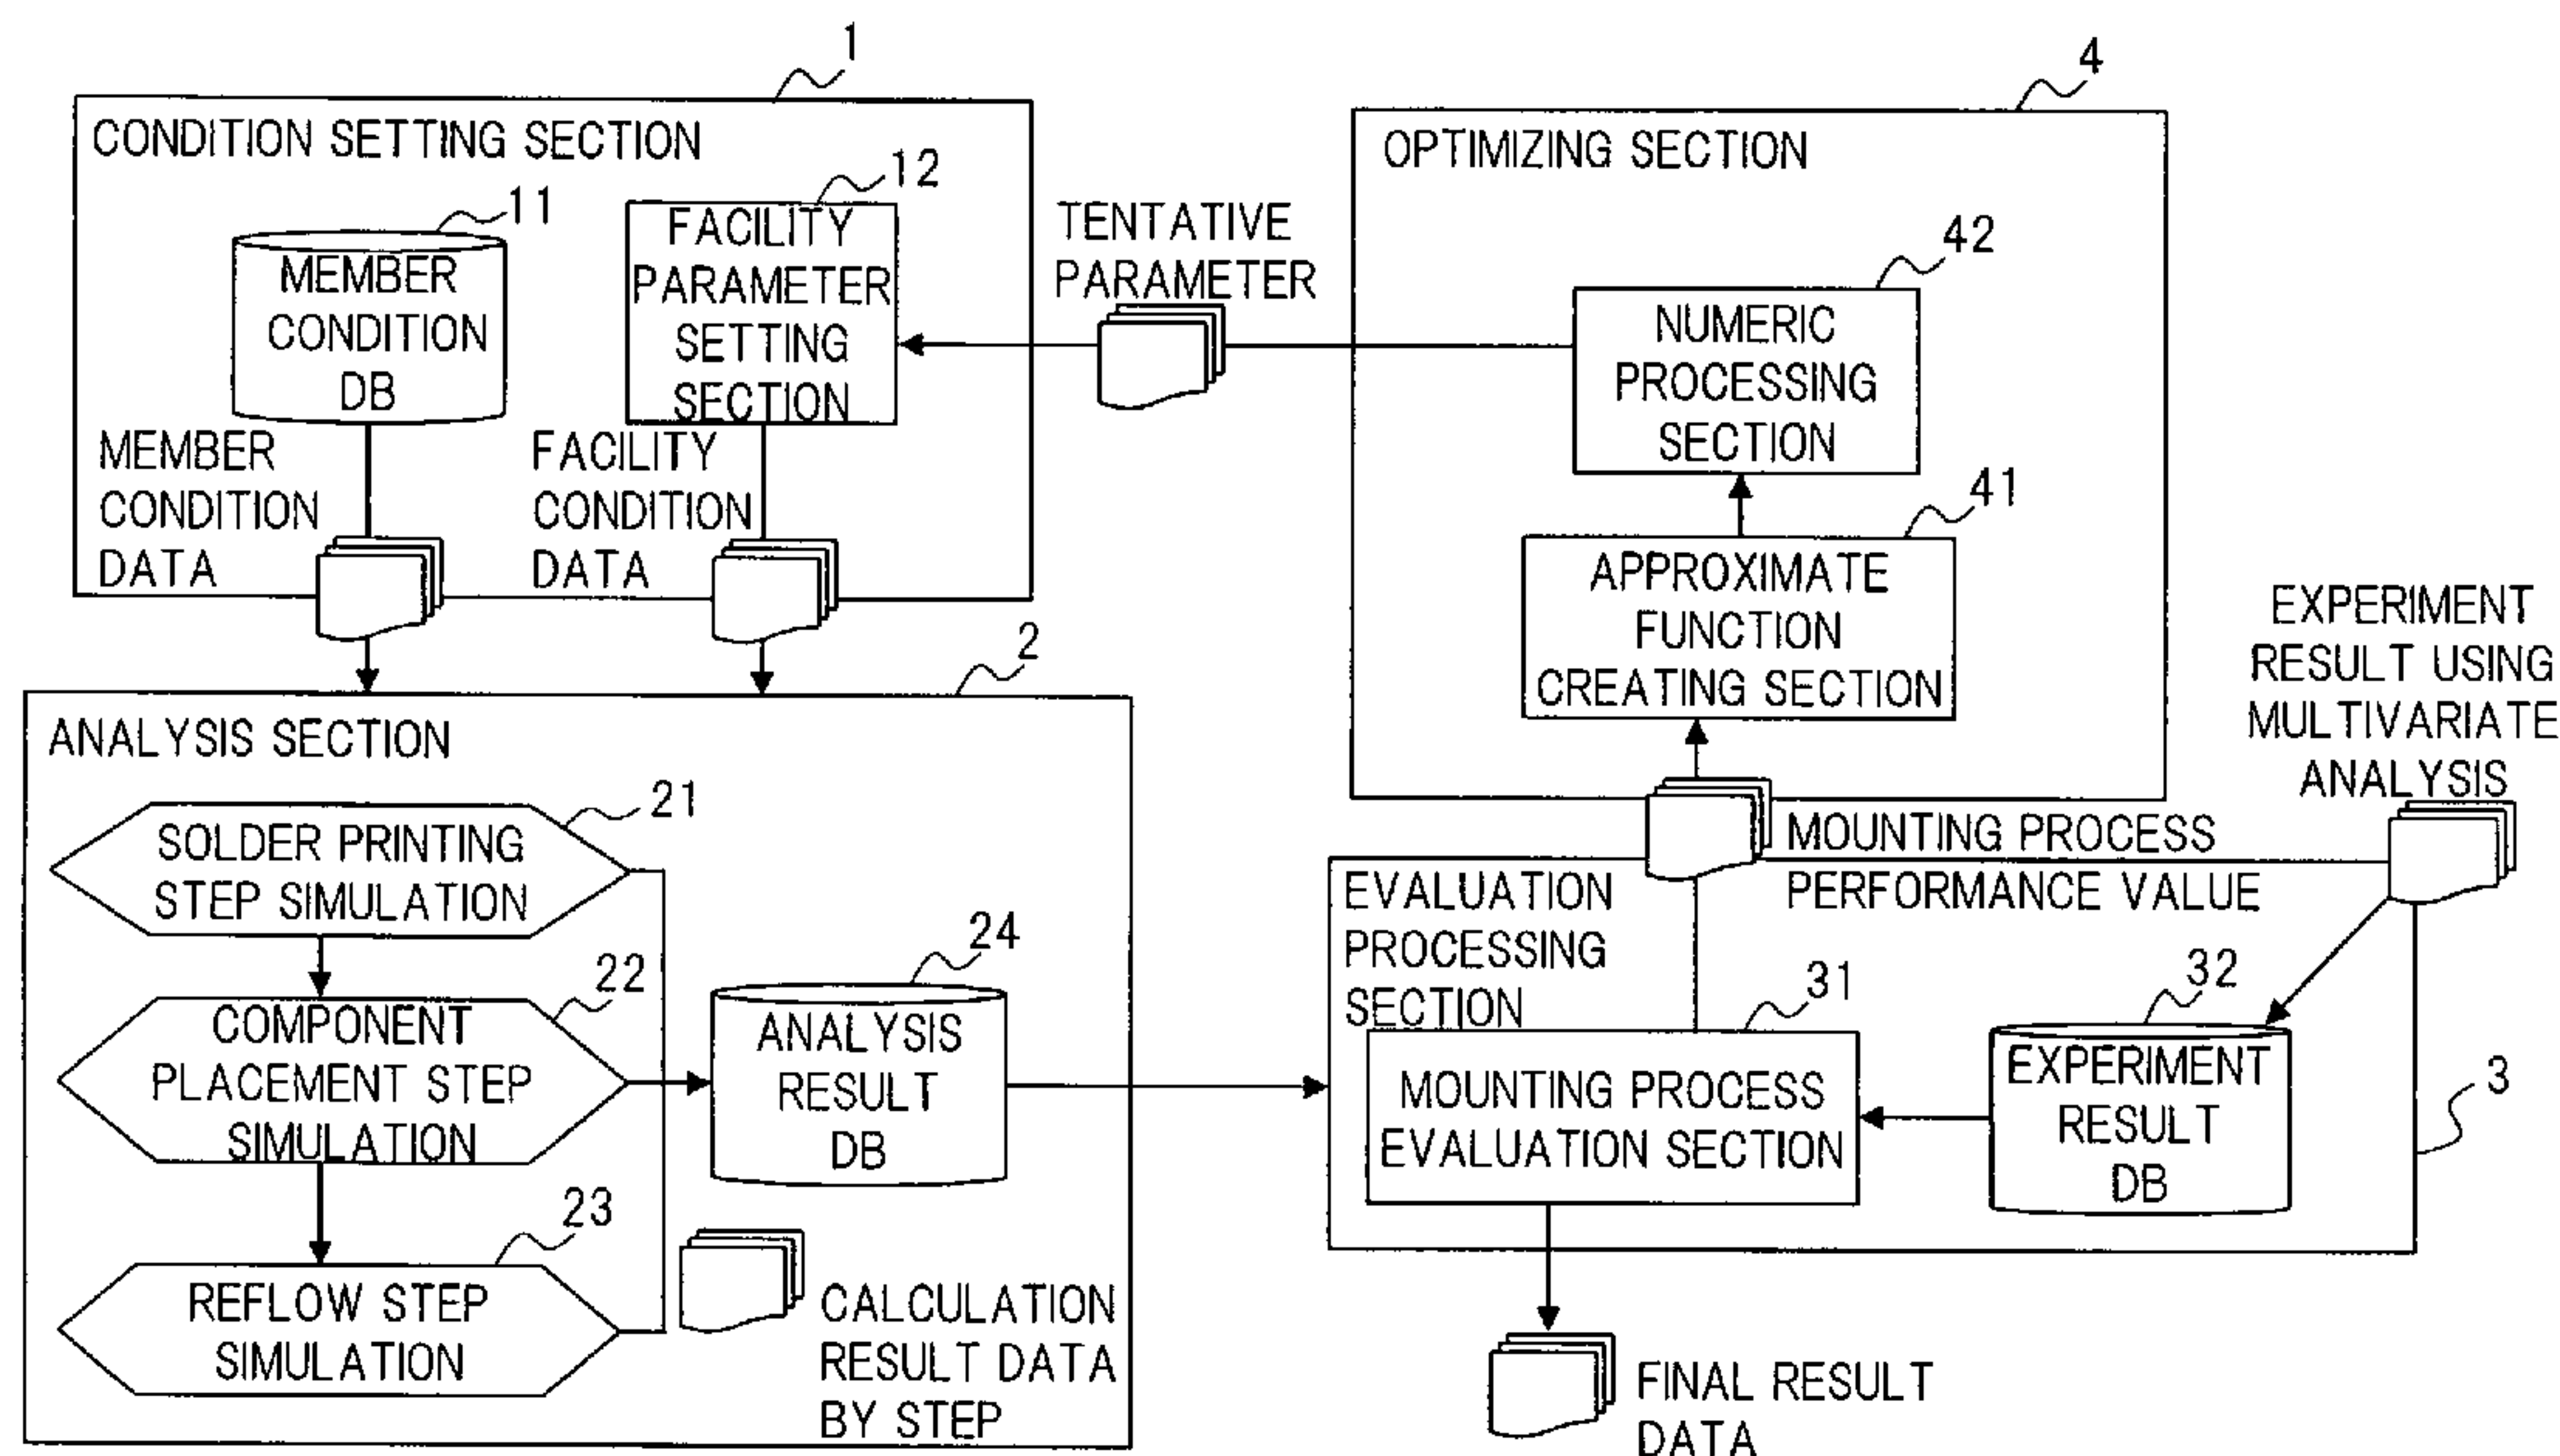 1
CONDITION SETTING SECTION
11
MEMBER
CONDITION
DB
12
FACILITY
PARAMETER
SETTING
SECTION
MEMBER
CONDITION
DATA
FACILITY
CONDITION
DATA
TENTATIVE
PARAMETER
4
OPTIMIZING SECTION
42
NUMERIC
PROCESSING
SECTION
41
APPROXIMATE
FUNCTION
CREATING SECTION
EXPERIMENT
RESULT USING
MULTIVARIATE
ANALYSIS
2
ANALYSIS SECTION
21
SOLDER PRINTING
STEP SIMULATION
22
COMPONENT
PLACEMENT STEP
SIMULATION
23
REFLOW STEP
SIMULATION
24
ANALYSIS
RESULT
DB
CALCULATION
RESULT DATA
BY STEP
MOUNTING PROCESS
PERFORMANCE VALUE
EVALUATION
PROCESSING
SECTION
31
MOUNTING PROCESS
EVALUATION SECTION
32
EXPERIMENT
RESULT
DB
3
FINAL RESULT
DATA